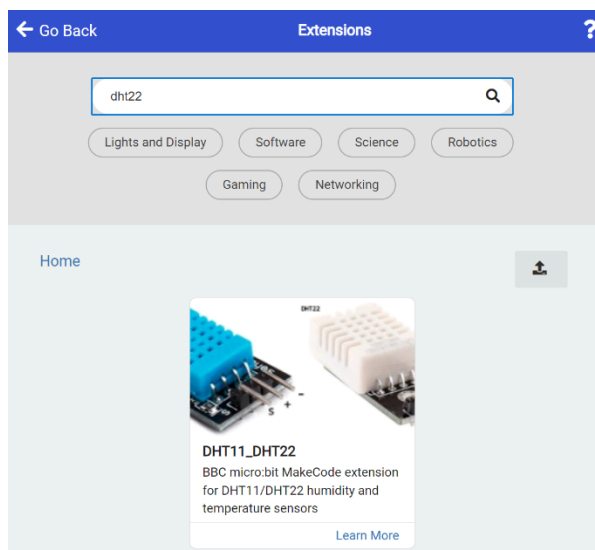 Go Back
Extensions
?
dht22
Lights and Display
Software
Science
Robotics
Gaming
Networking
Home
DHT22
S + -
DHT11_DHT22
BBC micro:bit MakeCode extension
for DHT11/DHT22 humidity and
temperature sensors
Learn More